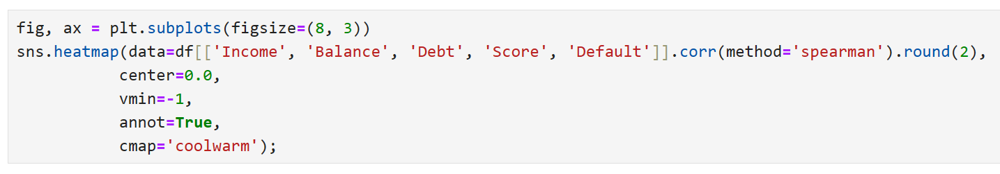 fig, ax = plt.subplots(figsize=(8, 3))
sns.heatmap(data=df[['Income', 'Balance', 'Debt', 'Score', 'Default']].corr(method='spearman').round(2),
            center=0.0,
            vmin=-1,
            annot=True,
            cmap='coolwarm');